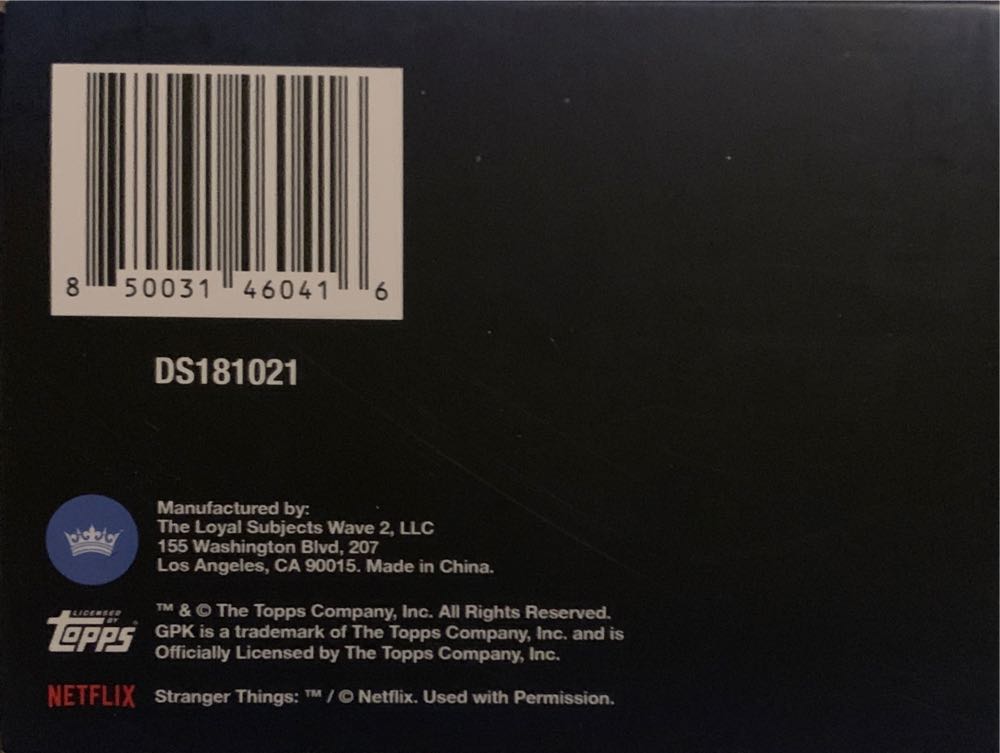 8 50031 46041 6
DS181021
Manufactured by:
The Loyal Subjects Wave 2, LLC
155 Washington Blvd, 207
Los Angeles, CA 90015. Made in China.
LICENSED BY
Topps
™ & © The Topps Company, Inc. All Rights Reserved.
GPK is a trademark of The Topps Company, Inc. and is
Officially Licensed by The Topps Company, Inc.
NETFLIX
Stranger Things: ™ / © Netflix. Used with Permission.